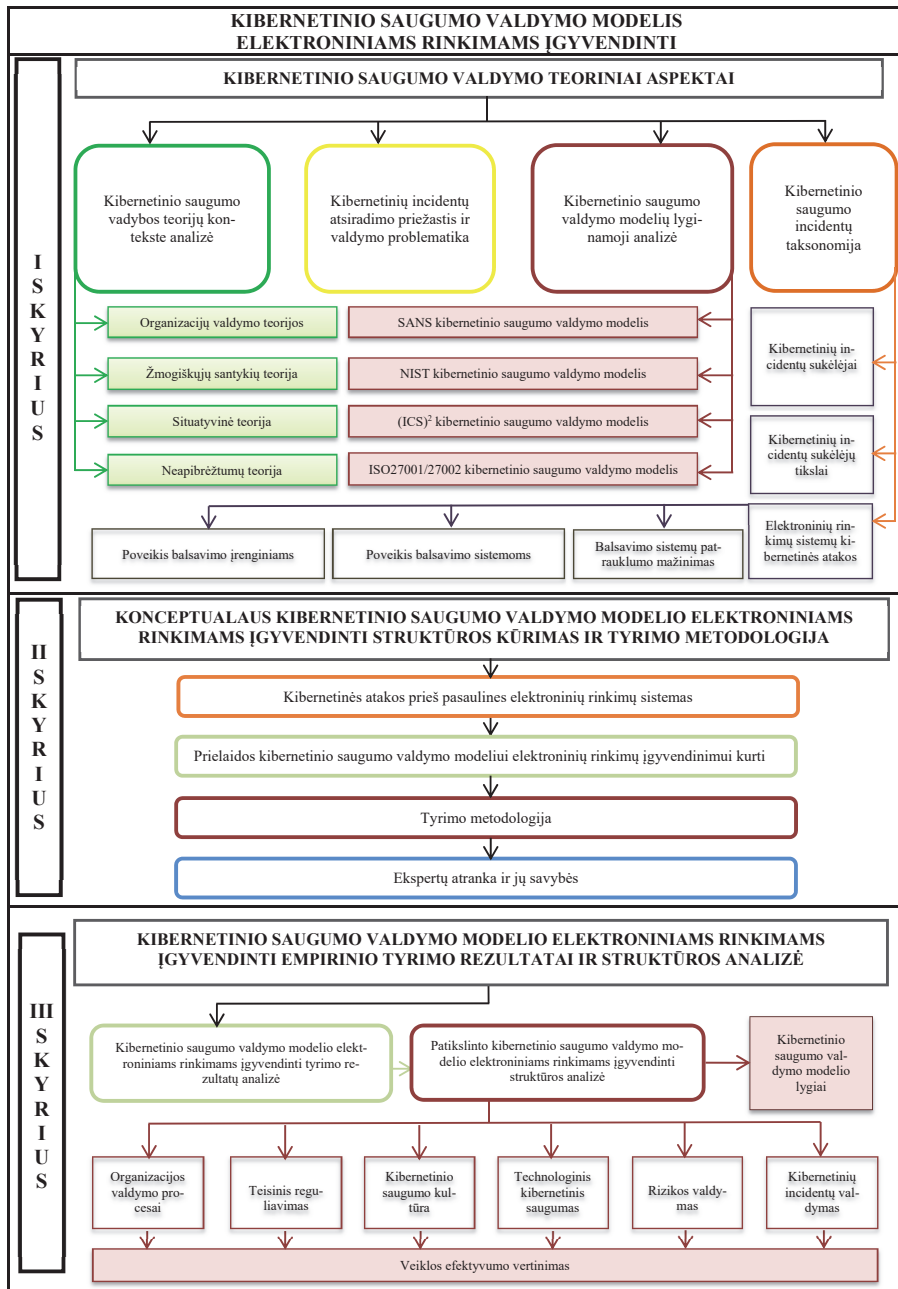 KIBERNETINIO SAUGUMO VALDYMO MODELIS
ELEKTRONINIAMS RINKIMAMS ĮGYVENDINTI
I
S
K
Y
R
I
U
S
KIBERNETINIO SAUGUMO VALDYMO TEORINIAI ASPEKTAI
Kibernetinio saugumo
vadybos teorijų kon-
tekste analizė
Kibernetinių incidentų
atsiradimo priežastis ir
valdymo problematika
Kibernetinio saugumo
valdymo modelių lygi-
namoji analizė
Kibernetinio
saugumo
incidentų
taksonomija
Organizacijų valdymo teorijos
Žmogiškųjų santykių teorija
Situatyvinė teorija
Neapibrėžtumų teorija
SANS kibernetinio saugumo valdymo modelis
NIST kibernetinio saugumo valdymo modelis
(ICS)² kibernetinio saugumo valdymo modelis
ISO27001/27002 kibernetinio saugumo valdymo modelis
Kibernetinių in-
cidentų sukėlėjai
Kibernetinių in-
cidentų sukėlėjų
tikslai
Elektroninių rin-
kimų sistemų ki-
bernetinės atakos
Poveikis balsavimo įrenginiams
Poveikis balsavimo sistemoms
Balsavimo sistemų pat-
rauklumo mažinimas
II
S
K
Y
R
I
U
S
KONCEPTUALAUS KIBERNETINIO SAUGUMO VALDYMO MODELIO ELEKTRONINIAMS
RINKIMAMS ĮGYVENDINTI STRUKTŪROS KŪRIMAS IR TYRIMO METODOLOGIJA
Kibernetinės atakos prieš pasaulines elektroninių rinkimų sistemas
Prielaidos kibernetinio saugumo valdymo modeliui elektroninių rinkimų įgyvendinimui kurti
Tyrimo metodologija
Ekspertų atranka ir jų savybės
III
S
K
Y
R
I
U
S
KIBERNETINIO SAUGUMO VALDYMO MODELIO ELEKTRONINIAMS RINKIMAMS
ĮGYVENDINTI EMPIRINIO TYRIMO REZULTATAI IR STRUKTŪROS ANALIZĖ
Kibernetinio saugumo valdymo modelio elekt-
roniniams rinkimams įgyvendinti tyrimo re-
zultatų analizė
Patikslinto kibernetinio saugumo valdymo mo-
delio elektroniniams rinkimams įgyvendinti
struktūros analizė
Kibernetinio
saugumo val-
dymo modelio
lygiai
Organizacijos
valdymo pro-
cesai
Teisinis regu-
liavimas
Kibernetinio
saugumo kul-
tūra
Technologinis
kibernetinis
saugumas
Rizikos valdy-
mas
Kibernetinių
incidentų val-
dymas
Veiklos efektyvumo vertinimas